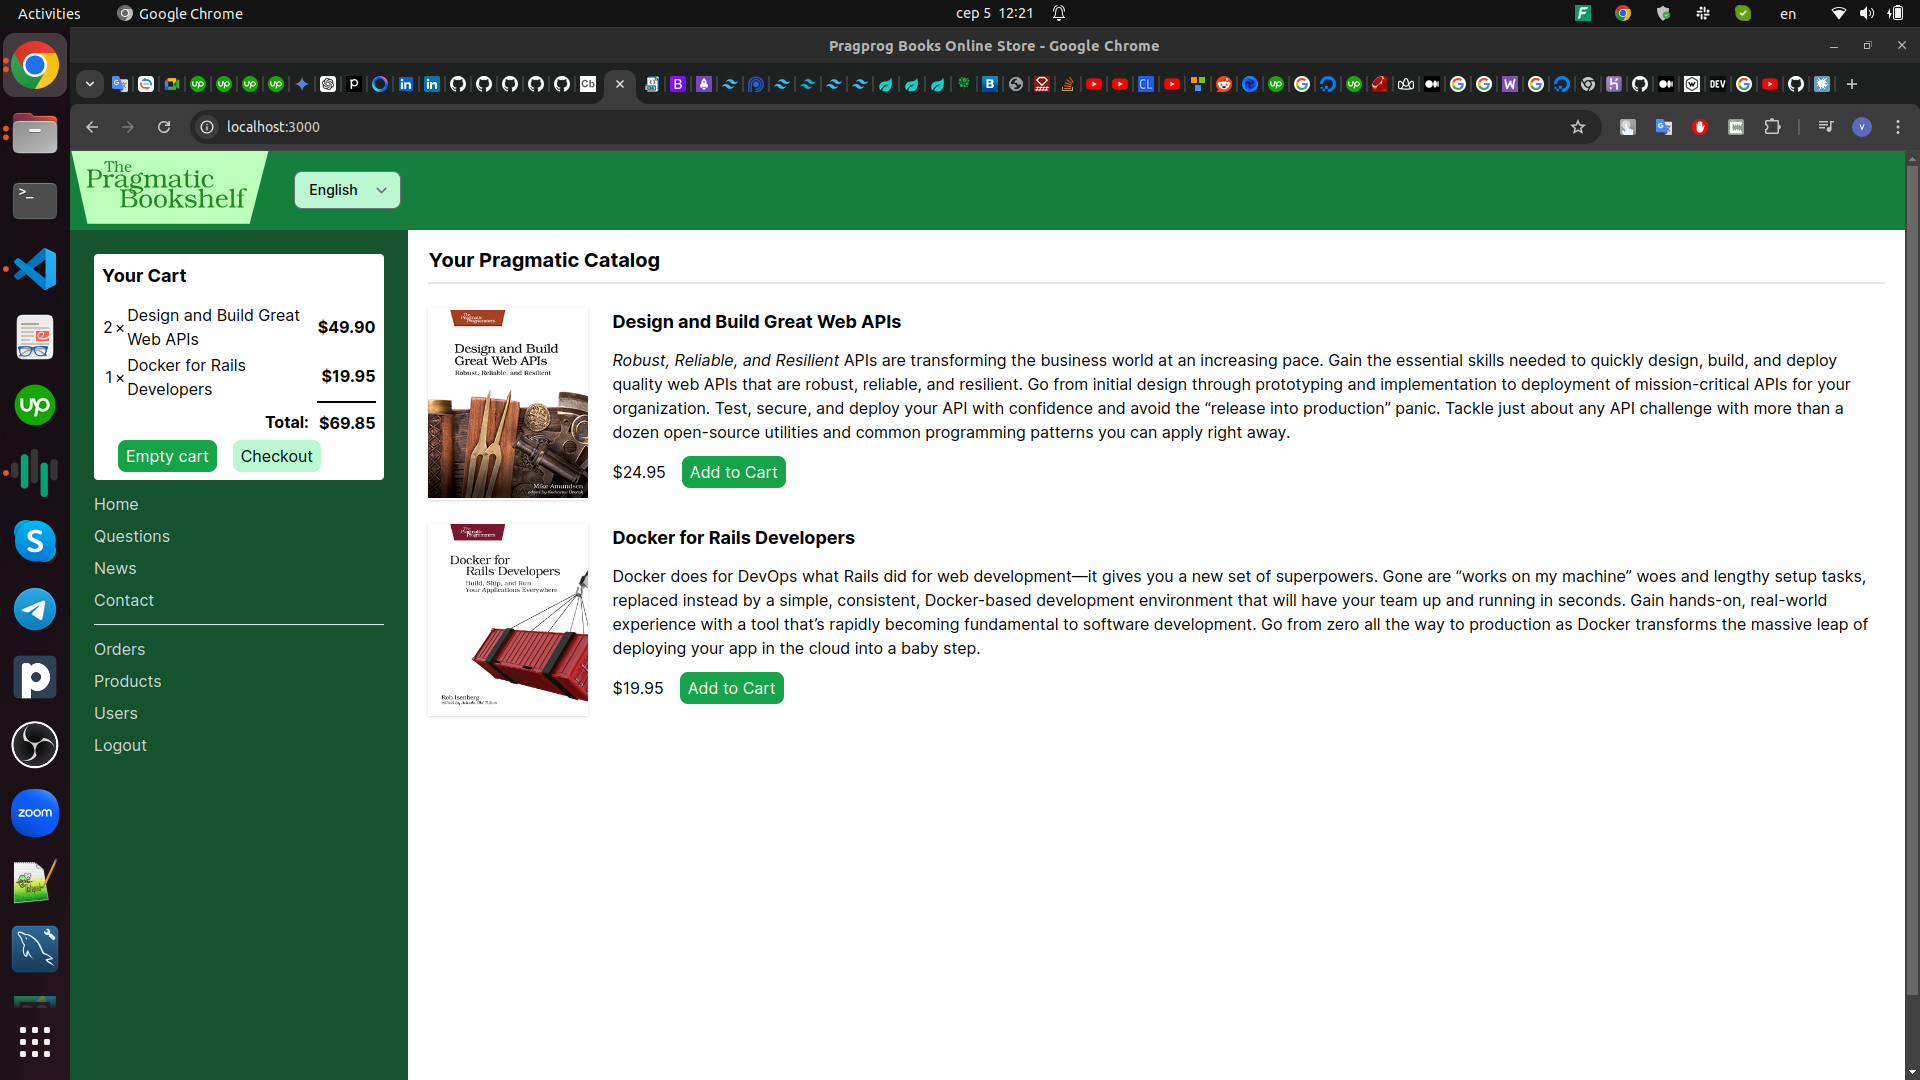 Activities
Google Chrome
сер 5 12:21
en
Pragprog Books Online Store - Google Chrome
localhost:3000
The
Pragmatic
Bookshelf
English
Your Cart
2 × Design and Build Great Web APIs $49.90
1 × Docker for Rails Developers $19.95
Total: $69.85
Empty cart
Checkout
Home
Questions
News
Contact
Orders
Products
Users
Logout
Your Pragmatic Catalog
The
Pragmatic
Programmers
Design and Build
Great Web APIs
Robust, Reliable, and Resilient
Mike Amundsen
Design and Build Great Web APIs
Robust, Reliable, and Resilient APIs are transforming the business world at an increasing pace. Gain the essential skills needed to quickly design, build, and deploy
quality web APIs that are robust, reliable, and resilient. Go from initial design through prototyping and implementation to deployment of mission-critical APIs for your
organization. Test, secure, and deploy your API with confidence and avoid the “release into production” panic. Tackle just about any API challenge with more than a
dozen open-source utilities and common programming patterns you can apply right away.
$24.95
Add to Cart
The
Pragmatic
Programmers
Docker for
Rails Developers
Build, Ship, and Run
Your Applications Everywhere
Rob Isenberg
Docker for Rails Developers
Docker does for DevOps what Rails did for web development—it gives you a new set of superpowers. Gone are “works on my machine” woes and lengthy setup tasks,
replaced instead by a simple, consistent, Docker-based development environment that will have your team up and running in seconds. Gain hands-on, real-world
experience with a tool that’s rapidly becoming fundamental to software development. Go from zero all the way to production as Docker transforms the massive leap of
deploying your app in the cloud into a baby step.
$19.95
Add to Cart
up
zoom